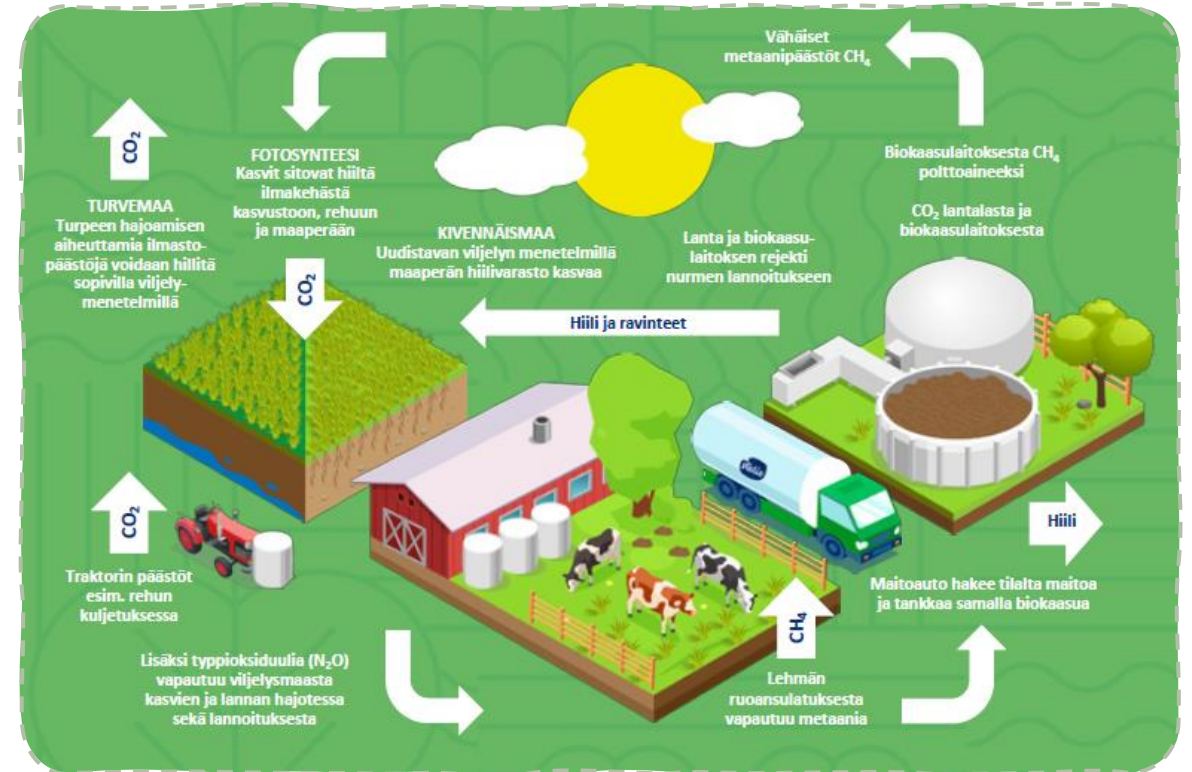 Vähäiset
metaanipäästöt CH₄
CO₂
FOTOSYNTEESI
Kasvit sitovat hiiltä
ilmakehästä
kasvustoon, rehuun
ja maaperään
Biokaasulaitoksesta CH₄
polttoaineeksi
CO₂ lantalasta ja
biokaasulaitoksesta
TURVEMAA
Turpeen hajoamisen
aiheuttamia ilmasto-
päästöjä voidaan hillitä
sopivilla viljely-
menetelmillä
KIVENNÄISMAA
Uudistavan viljelyn menetelmillä
maaperän hiilivarasto kasvaa
Lanta ja biokaasu-
laitoksen rejekti
nurmen lannoitukseen
CO₂
Hiili ja ravinteet
Valio
CO₂
Hiili
Traktorin päästöt
esim. rehun
kuljetuksessa
Maitoauto hakee tilalta maitoa
ja tankkaa samalla biokaasua
CH₄
Lisäksi typpioksiduulia (N₂O)
vapautuu viljelysmaasta
kasvien ja lannan hajotessa
sekä lannoituksesta
Lehmän
ruoansulatuksesta
vapautuu metaania